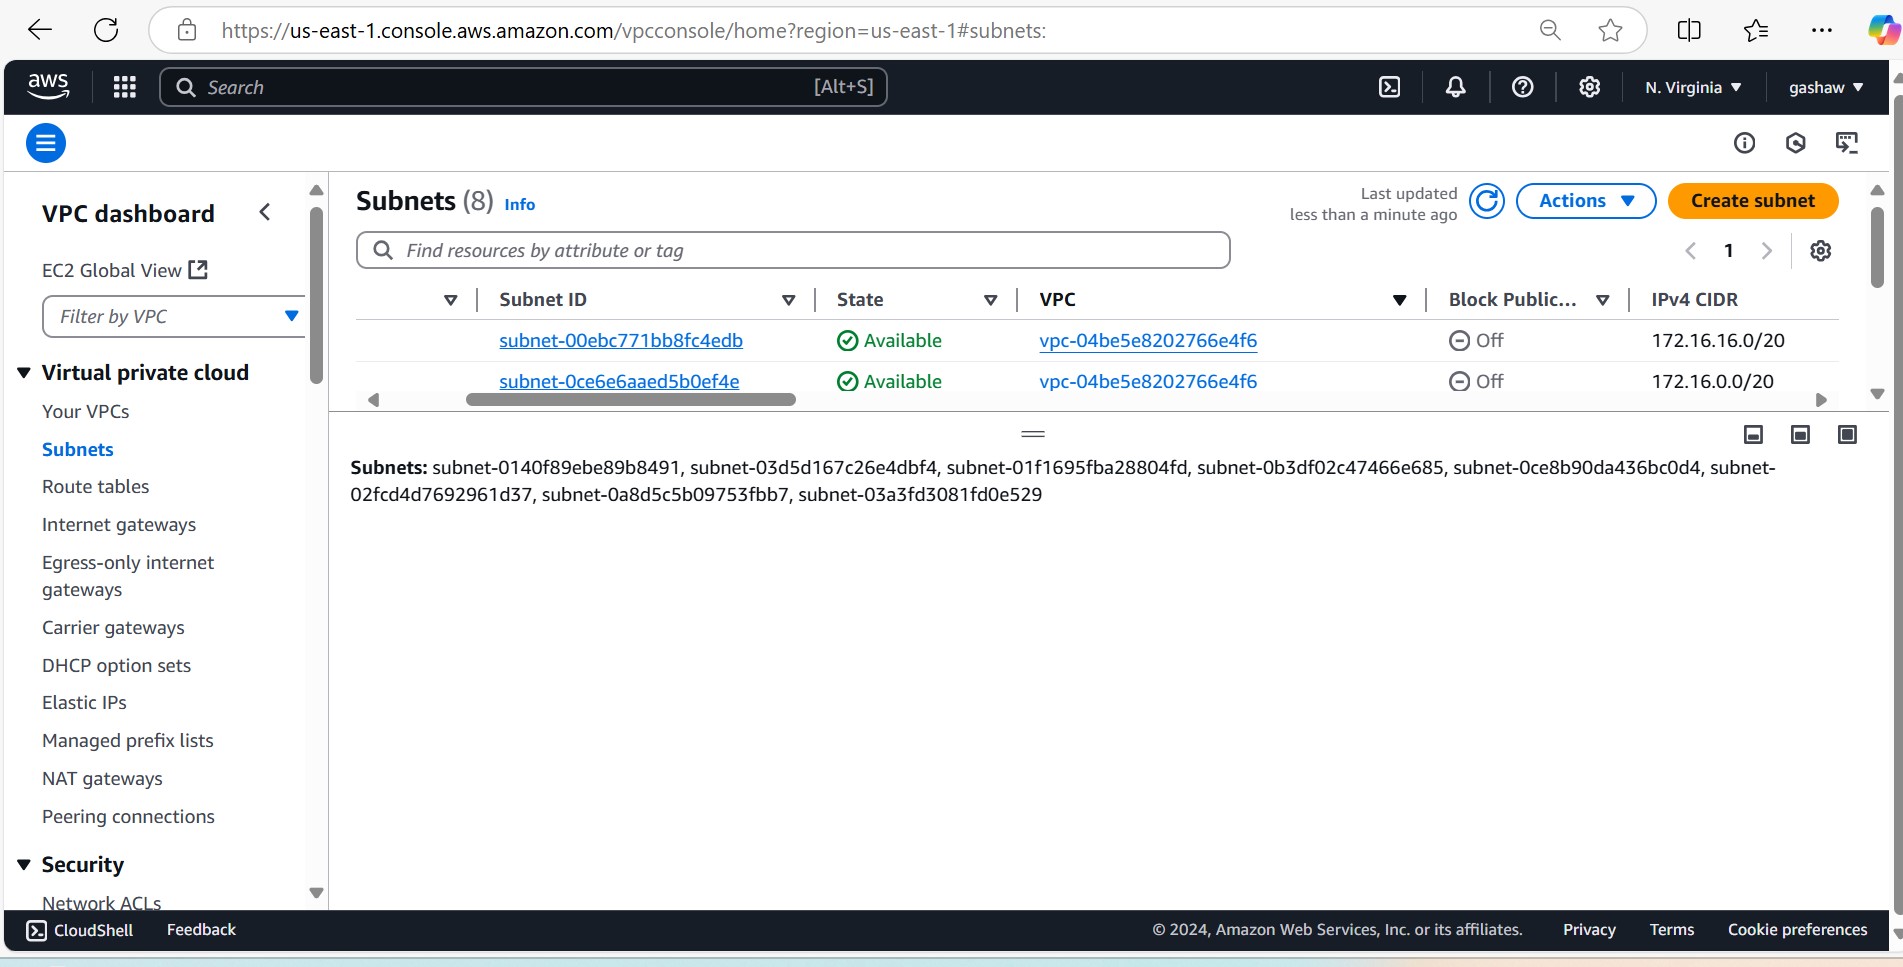 https://us-east-1.console.aws.amazon.com/vpcconsole/home?region=us-east-1#subnets:
aws
Search
[Alt+S]
N. Virginia
gashaw
VPC dashboard
EC2 Global View
Filter by VPC
Virtual private cloud
Your VPCs
Subnets
Route tables
Internet gateways
Egress-only internet
gateways
Carrier gateways
DHCP option sets
Elastic IPs
Managed prefix lists
NAT gateways
Peering connections
Security
Network ACLs
Subnets (8) Info
Last updated
less than a minute ago
Actions
Create subnet
Find resources by attribute or tag
1
Subnet ID State VPC Block Public... IPv4 CIDR
subnet-00ebc771bb8fc4edb Available vpc-04be5e8202766e4f6 Off 172.16.16.0/20
subnet-0ce6e6aaed5b0ef4e Available vpc-04be5e8202766e4f6 Off 172.16.0.0/20
Subnets: subnet-0140f89ebe89b8491, subnet-03d5d167c26e4dbf4, subnet-01f1695fba28804fd, subnet-0b3df02c47466e685, subnet-0ce8b90da436bc0d4, subnet-
02fcd4d7692961d37, subnet-0a8d5c5b09753fbb7, subnet-03a3fd3081fd0e529
CloudShell
Feedback
© 2024, Amazon Web Services, Inc. or its affiliates.
Privacy
Terms
Cookie preferences